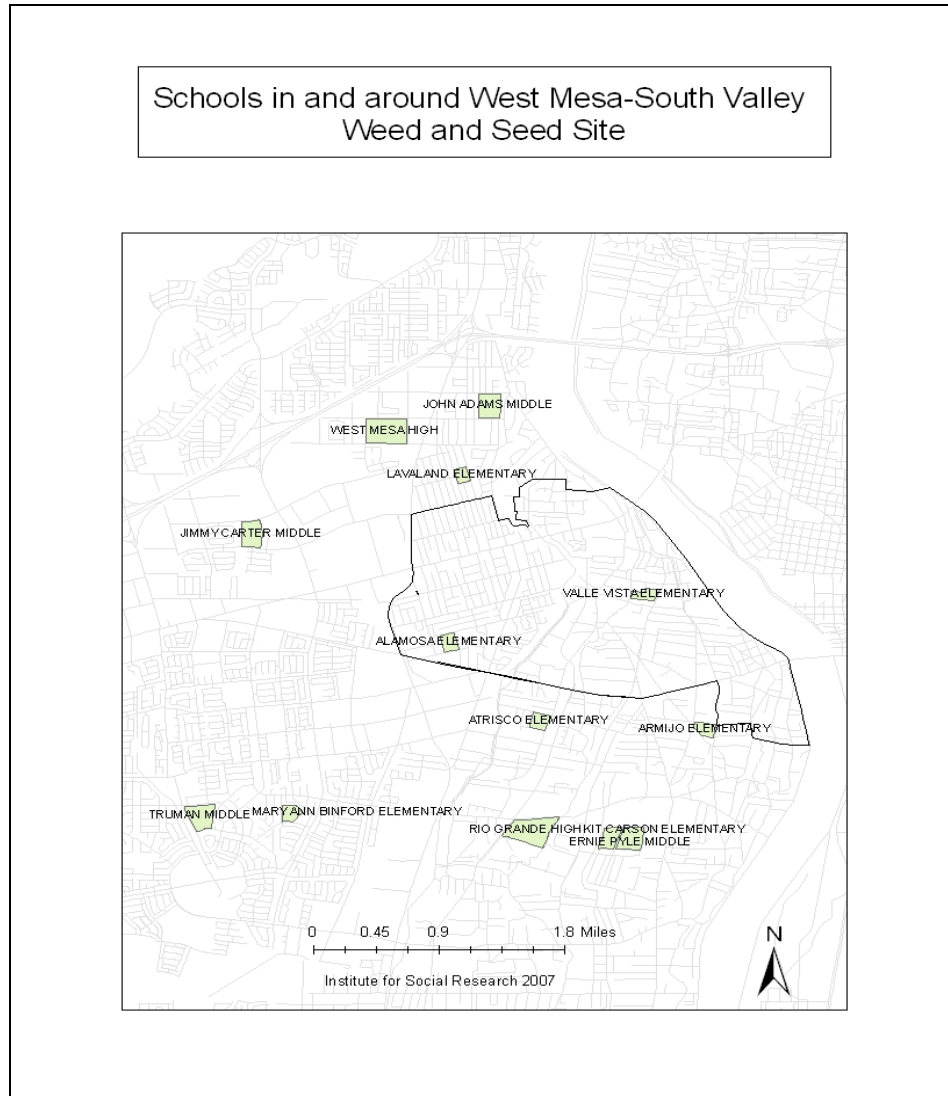 Schools in and around West Mesa-South Valley
Weed and Seed Site
JOHN ADAMS MIDDLE
WEST MESA HIGH
LAVALAND ELEMENTARY
JIMMY CARTER MIDDLE
VALLE VISTA ELEMENTARY
ALAMOSA ELEMENTARY
ATRISCO ELEMENTARY
ARMIJO ELEMENTARY
TRUMAN MIDDLE
MARY ANN BINFORD ELEMENTARY
RIO GRANDE HIGH
KIT CARSON ELEMENTARY
ERNIE PYLE MIDDLE
0 0.45 0.9 1.8 Miles
Institute for Social Research 2007
N